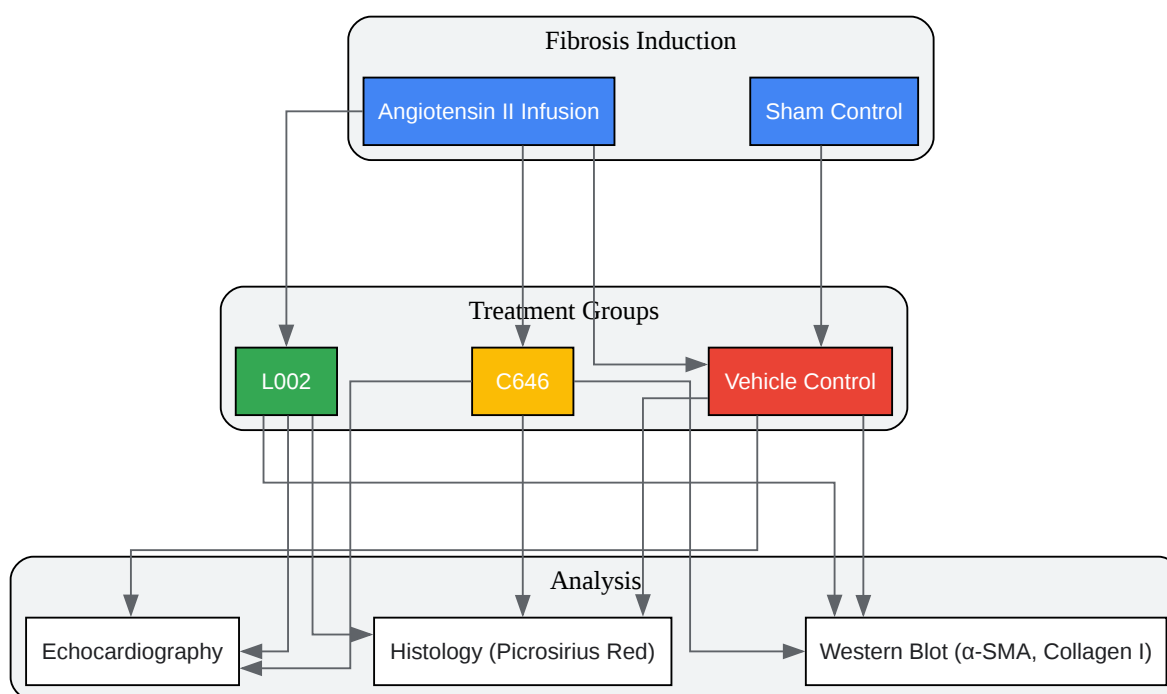 Fibrosis Induction
Angiotensin II Infusion
Sham Control
Treatment Groups
L002
C646
Vehicle Control
Analysis
Echocardiography
Histology (Picrosirius Red)
Western Blot (α-SMA, Collagen I)